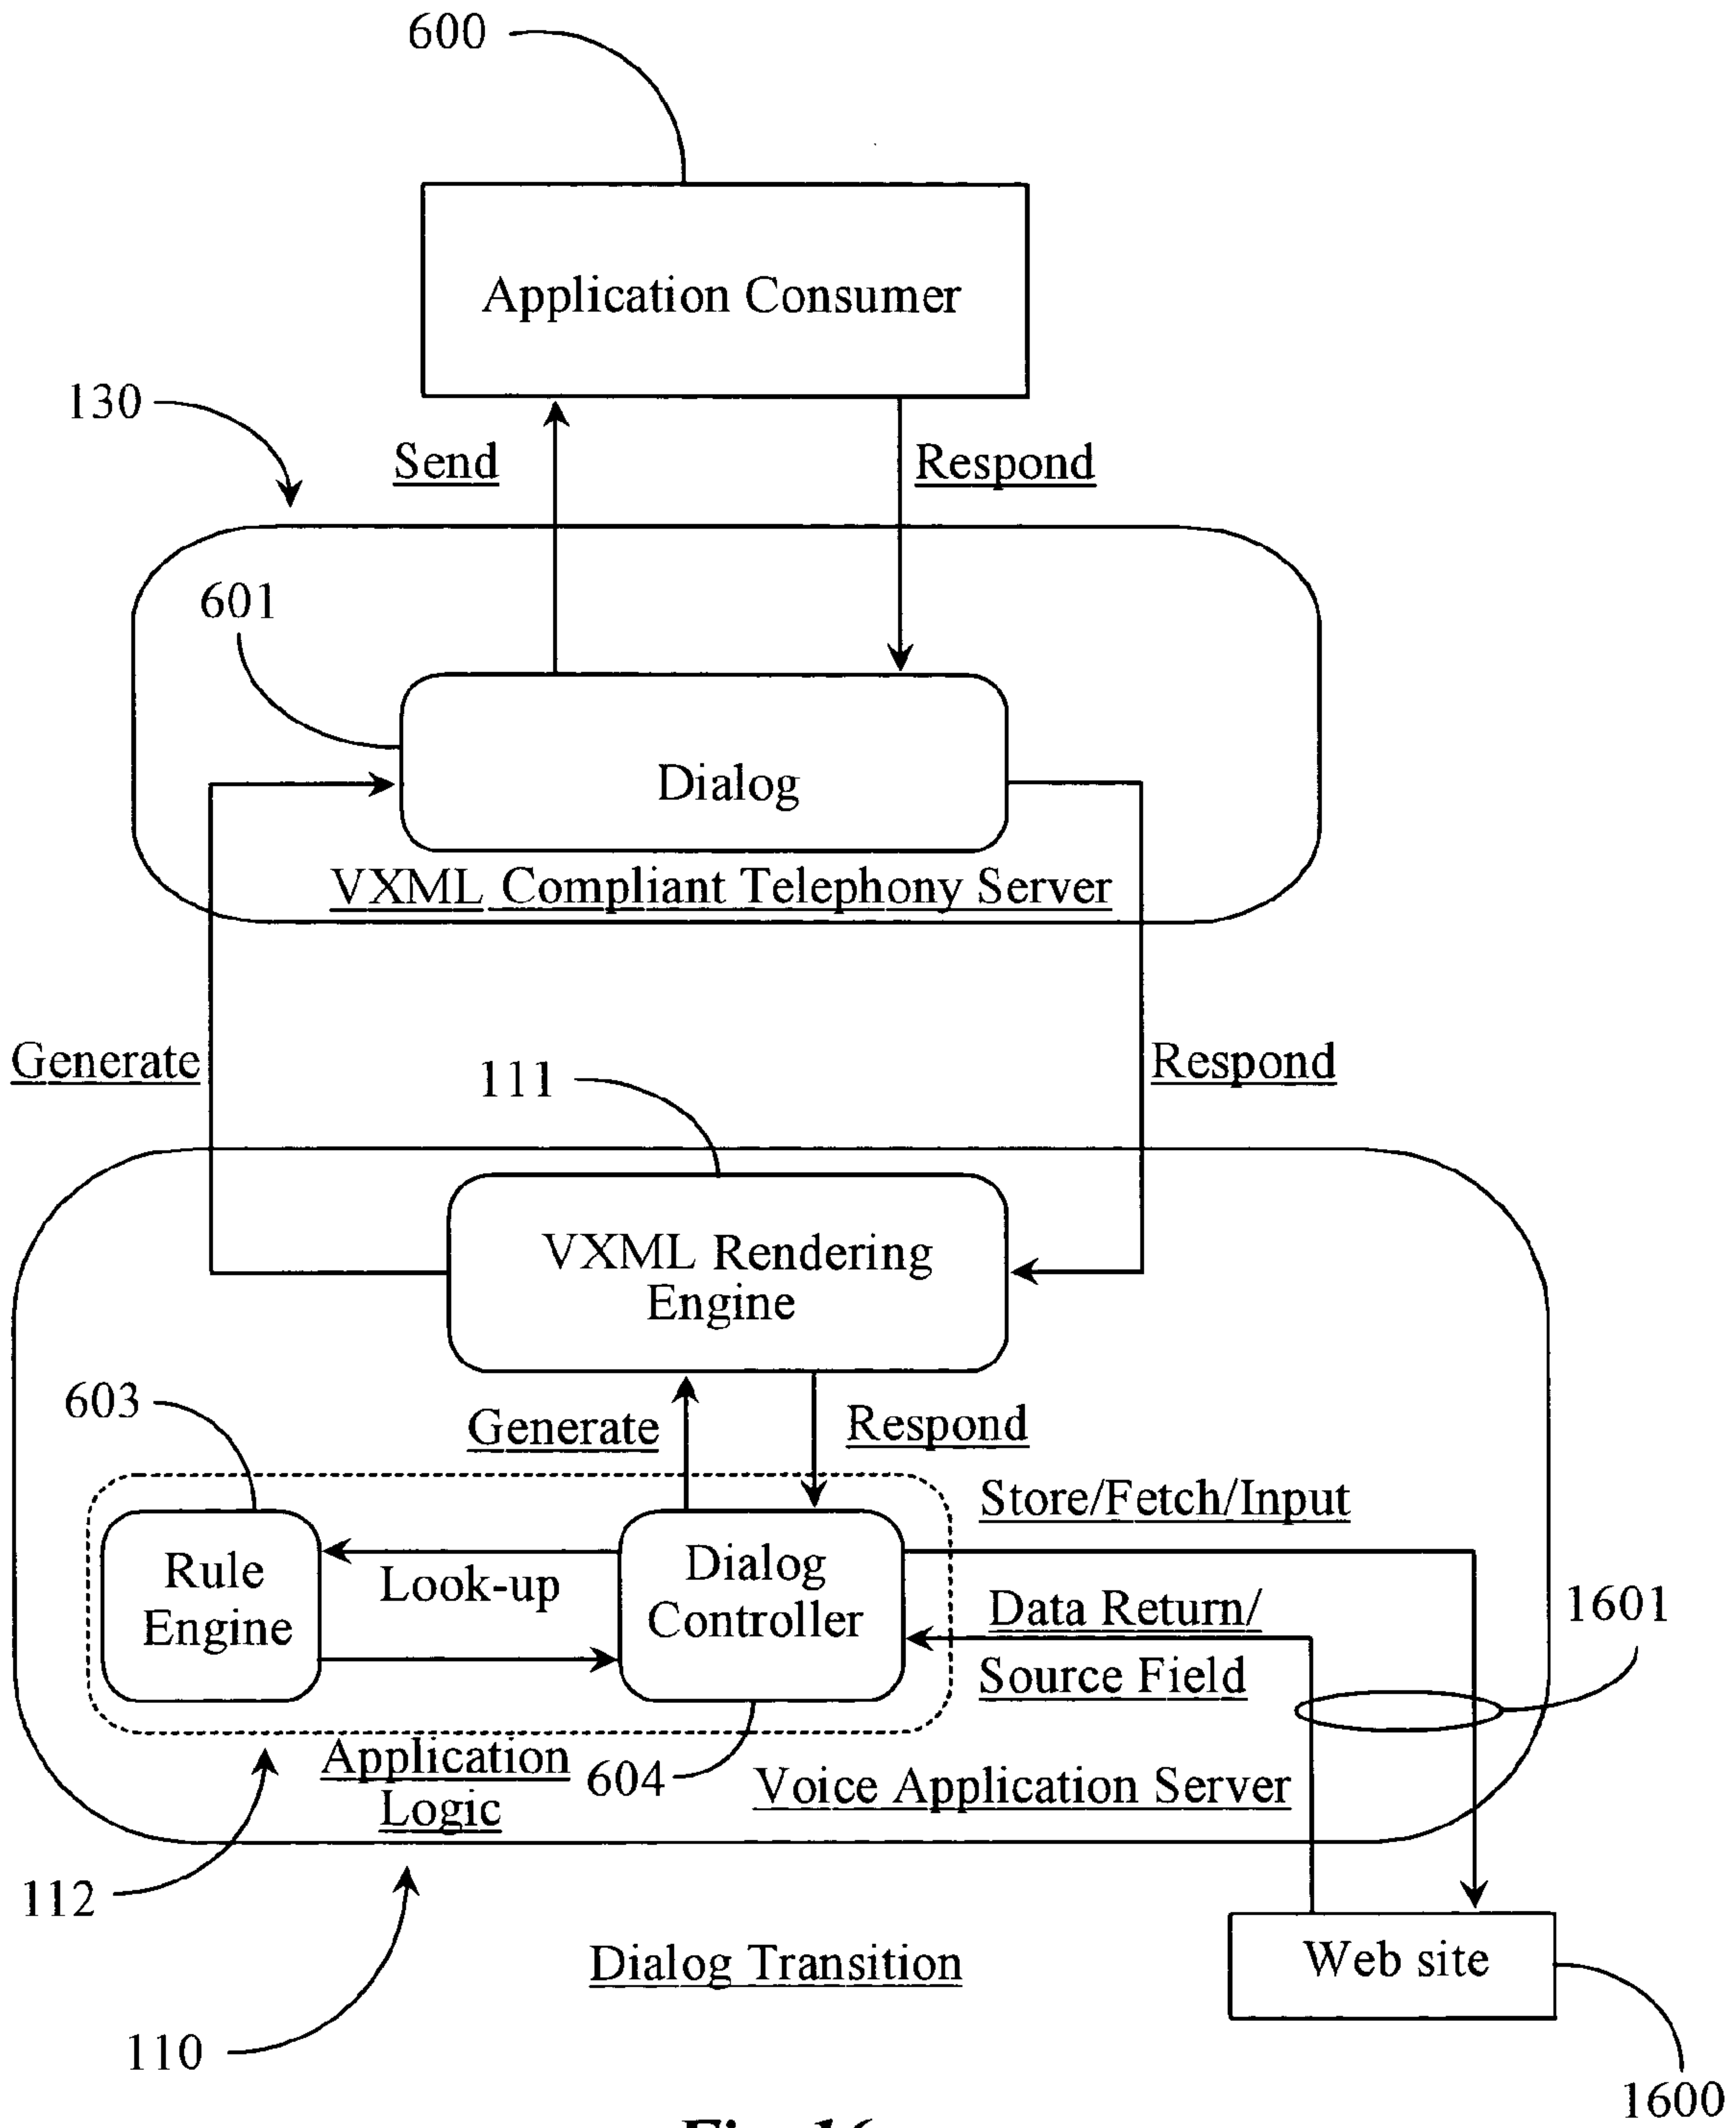 600
Application Consumer
130
Send
Respond
601
Dialog
VXML Compliant Telephony Server
Generate
Respond
111
VXML Rendering
Engine
603
Generate
Respond
Store/Fetch/Input
Rule
Engine
Look-up
Dialog
Controller
Data Return/
Source Field
1601
Application
Logic
604
Voice Application Server
112
Web site
Dialog Transition
110
1600
Fig. 16